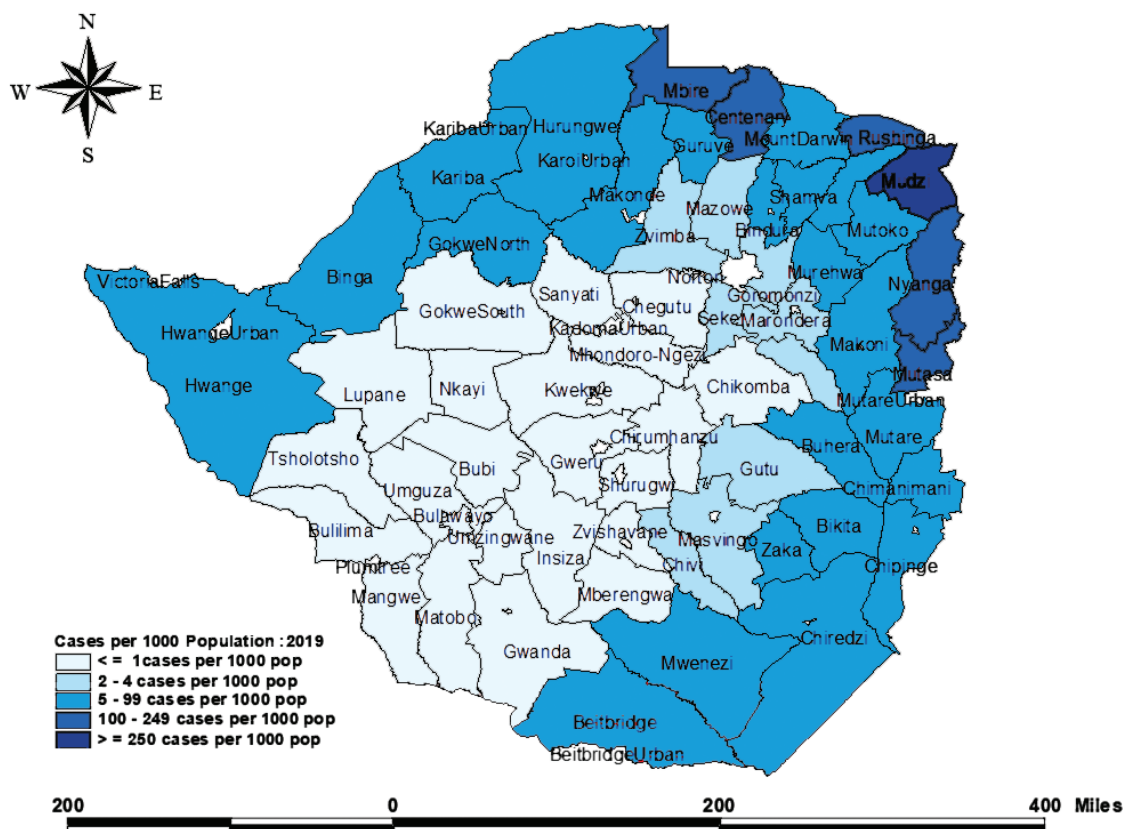 N
W E
S
Mbire
Centenary
KaribaUrban
Hurungwe
MountDarwin
Rushinga
Guruve
KaroiUrban
Kariba
Mudzi
Makonde
Shamva
Mazowe
Bindura
Mutoko
Zvimba
GokweNorth
Murehwa
VictoriaFalls
Binga
Norton
Nyanga
Sanyati
Chegutu
Goromonzi
GokweSouth
Seke
Marondera
KadomaUrban
HwangeUrban
Makoni
Mhondoro-Ngezi
Mutasa
Hwange
Lupane
Nkayi
Kwekwe
Chikomba
MutareUrban
Chirumhanzu
Mutare
Buhera
Tsholotsho
Bubi
Gweru
Gutu
Shurugwi
Chimanimani
Umguza
Bulawayo
Bikita
Bulilima
Umzingwane
Zvishavane
Masvingo
Zaka
Insiza
Chivi
Chipinge
Plumtree
Mangwe
Mberengwa
Matobo
Chiredzi
Gwanda
Mwenezi
Beitbridge
BeitbridgeUrban
Cases per 1000 Population :2019
< = 1cases per 1000 pop
2 - 4 cases per 1000 pop
5 - 99 cases per 1000 pop
100 - 249 cases per 1000 pop
> = 250 cases per 1000 pop
200 0 200 400 Miles